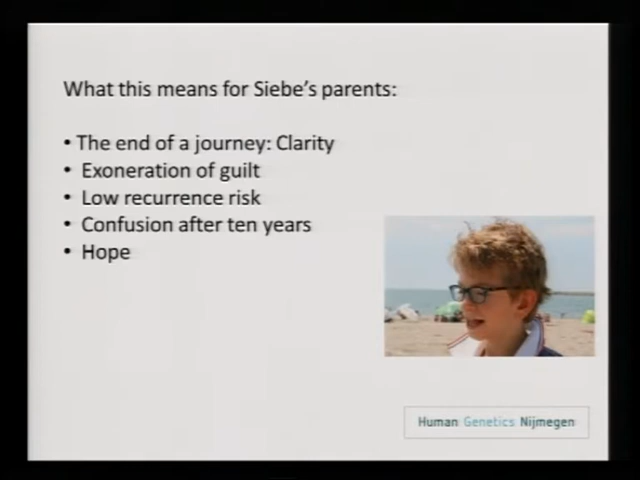 What this means for Siebe's parents:
• The end of a journey: Clarity
• Exoneration of guilt
• Low recurrence risk
• Confusion after ten years
• Hope
Human Genetics Nijmegen